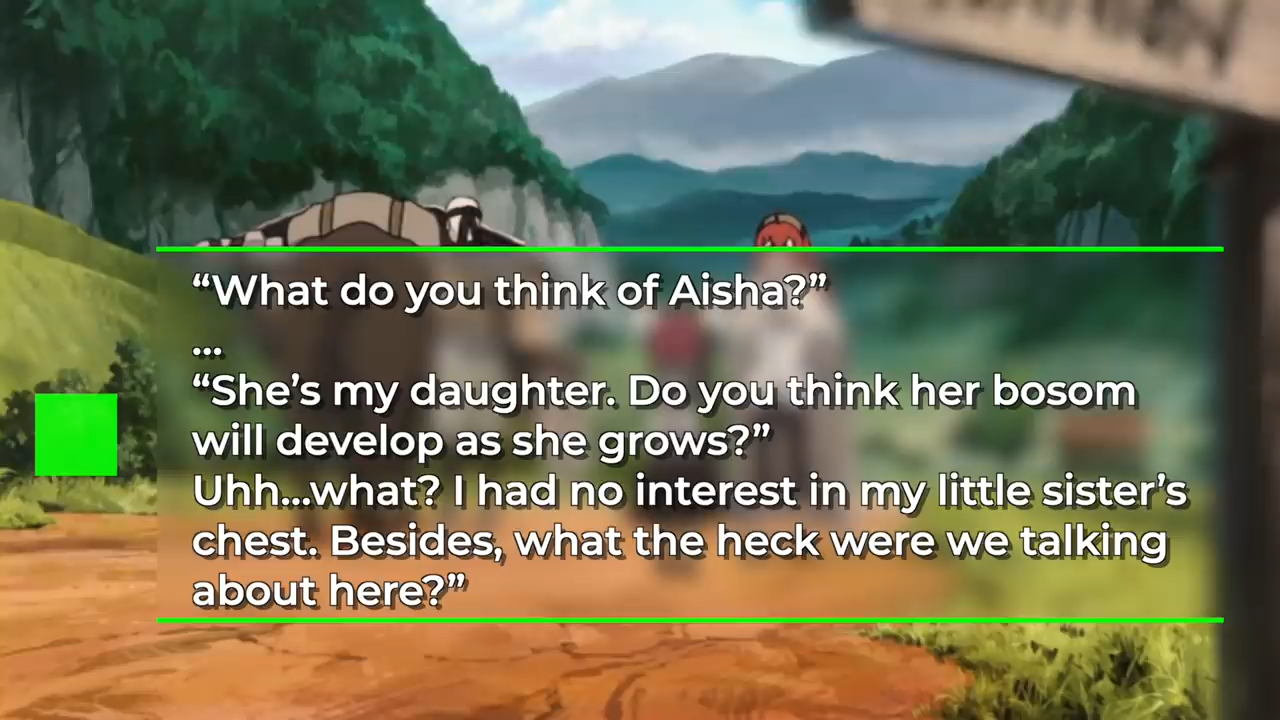 “What do you think of Aisha?”
...
“She’s my daughter. Do you think her bosom
will develop as she grows?”
Uhh...what? I had no interest in my little sister’s
chest. Besides, what the heck were we talking
about here?”